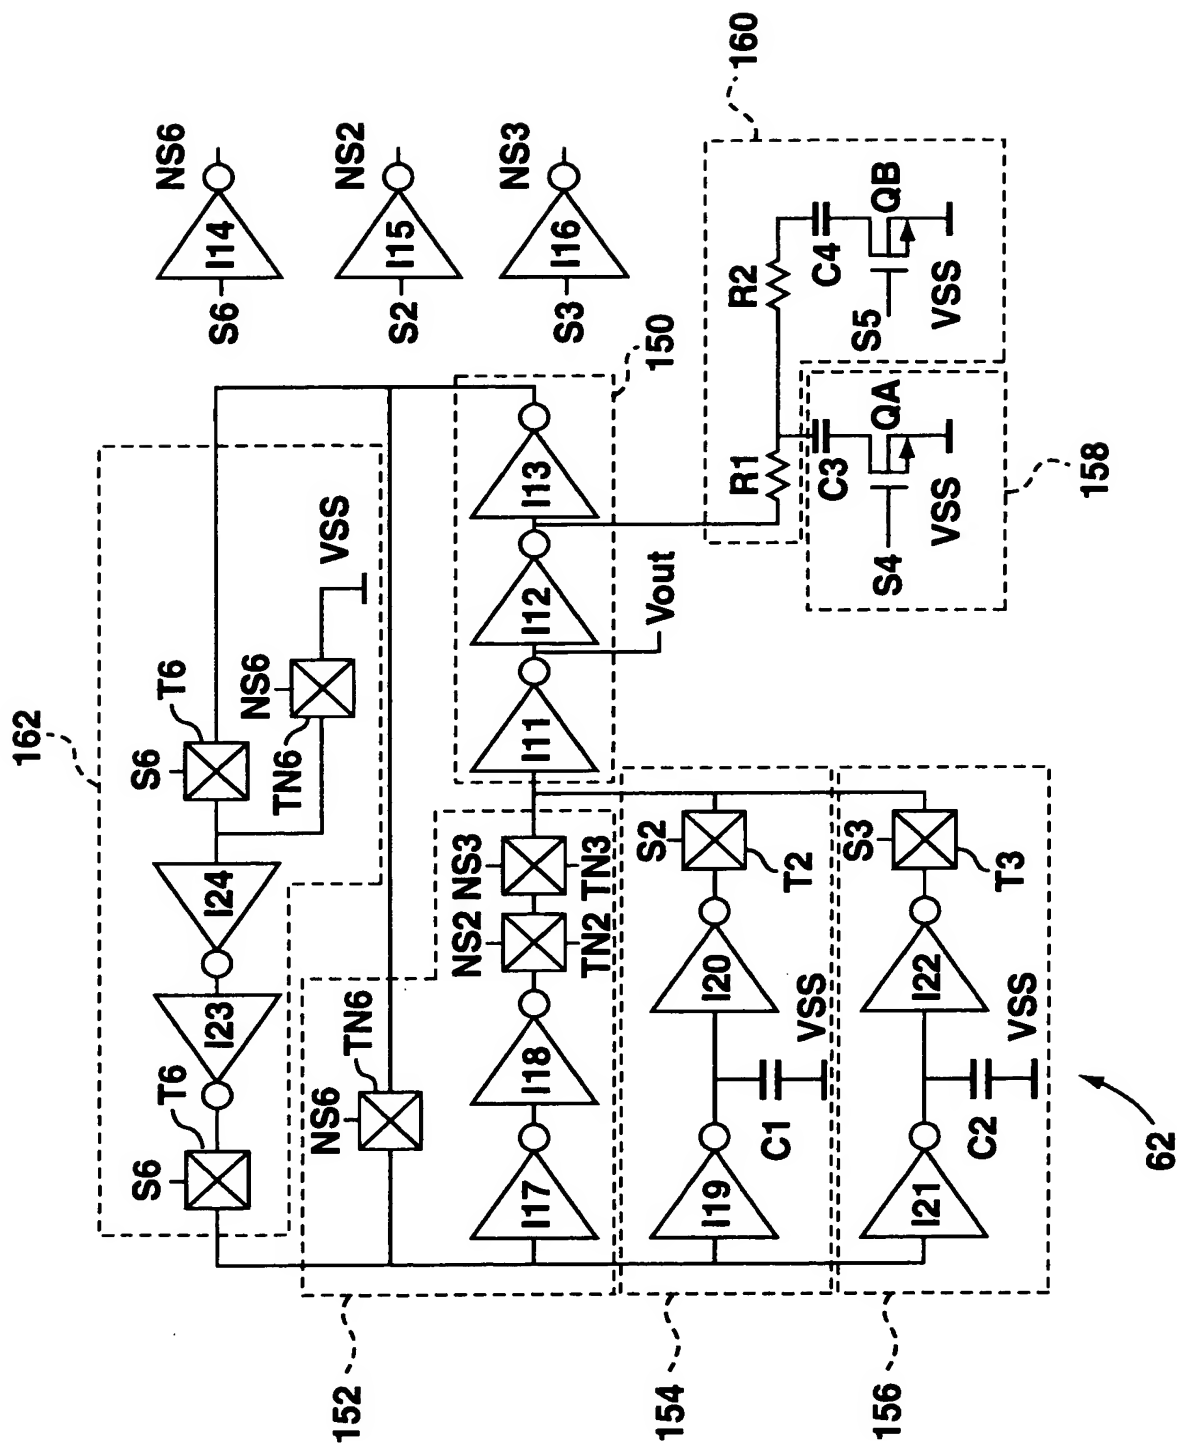 160
NS6
I14
S6
NS2
I15
S2
NS3
I16
S3
150
R2
C4
QB
S5
VSS
R1
C3
QA
S4
VSS
158
162
S6
T6
NS6
TN6
VSS
I24
I23
S6
T6
I13
I12
I11
Vout
NS6
TN6
NS3
TN3
NS2
TN2
I18
I17
S2
T2
I20
C1
VSS
I19
S3
T3
I22
C2
VSS
I21
152
154
156
62